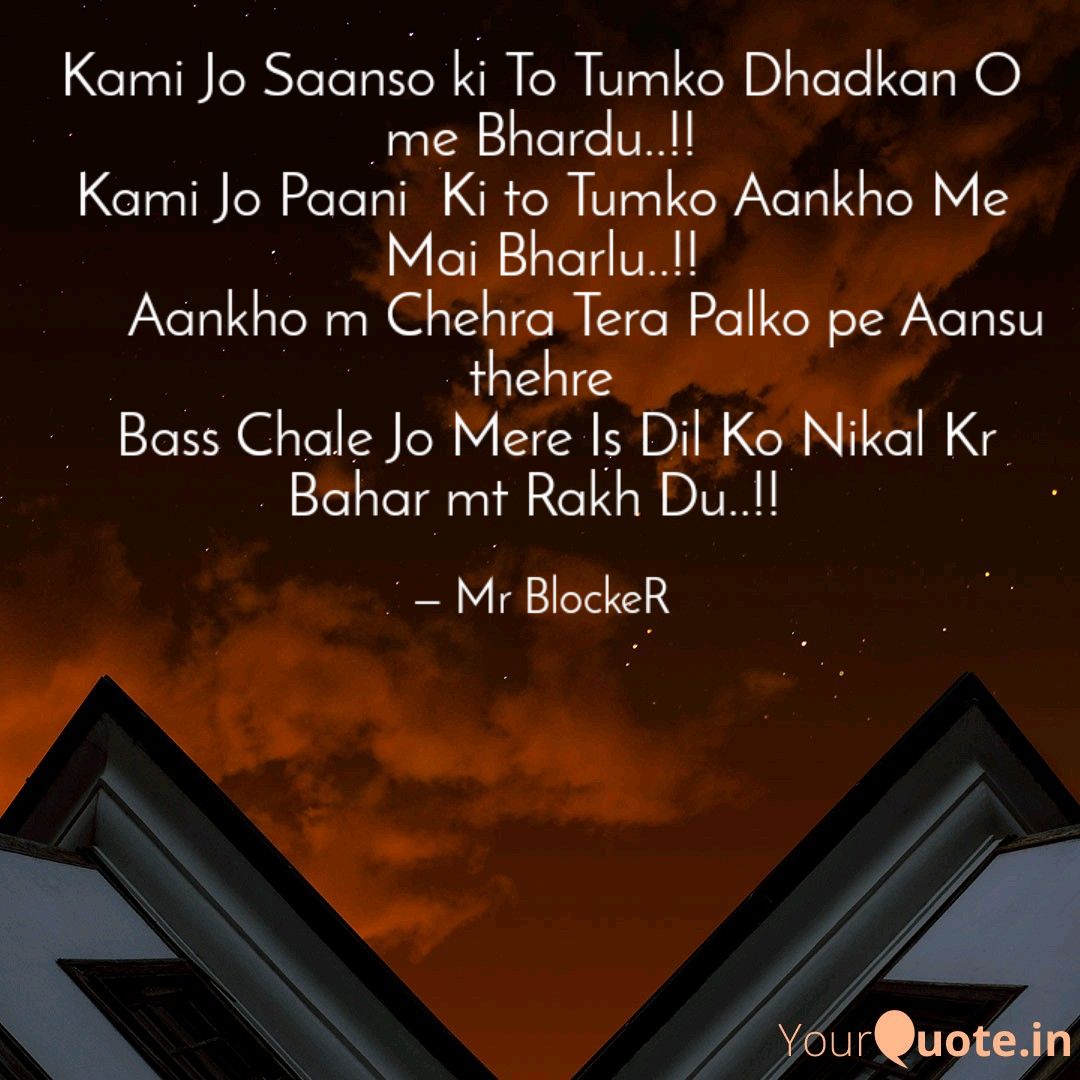 Kami Jo Saanso ki To Tumko Dhadkan O
me Bhardu..!!
Kami Jo Paani  Ki to Tumko Aankho Me
Mai Bharlu..!!
Aankho m Chehra Tera Palko pe Aansu
thehre
Bass Chale Jo Mere Is Dil Ko Nikal Kr
Bahar mt Rakh Du..!!
– Mr BlockeR
YourQuote.in